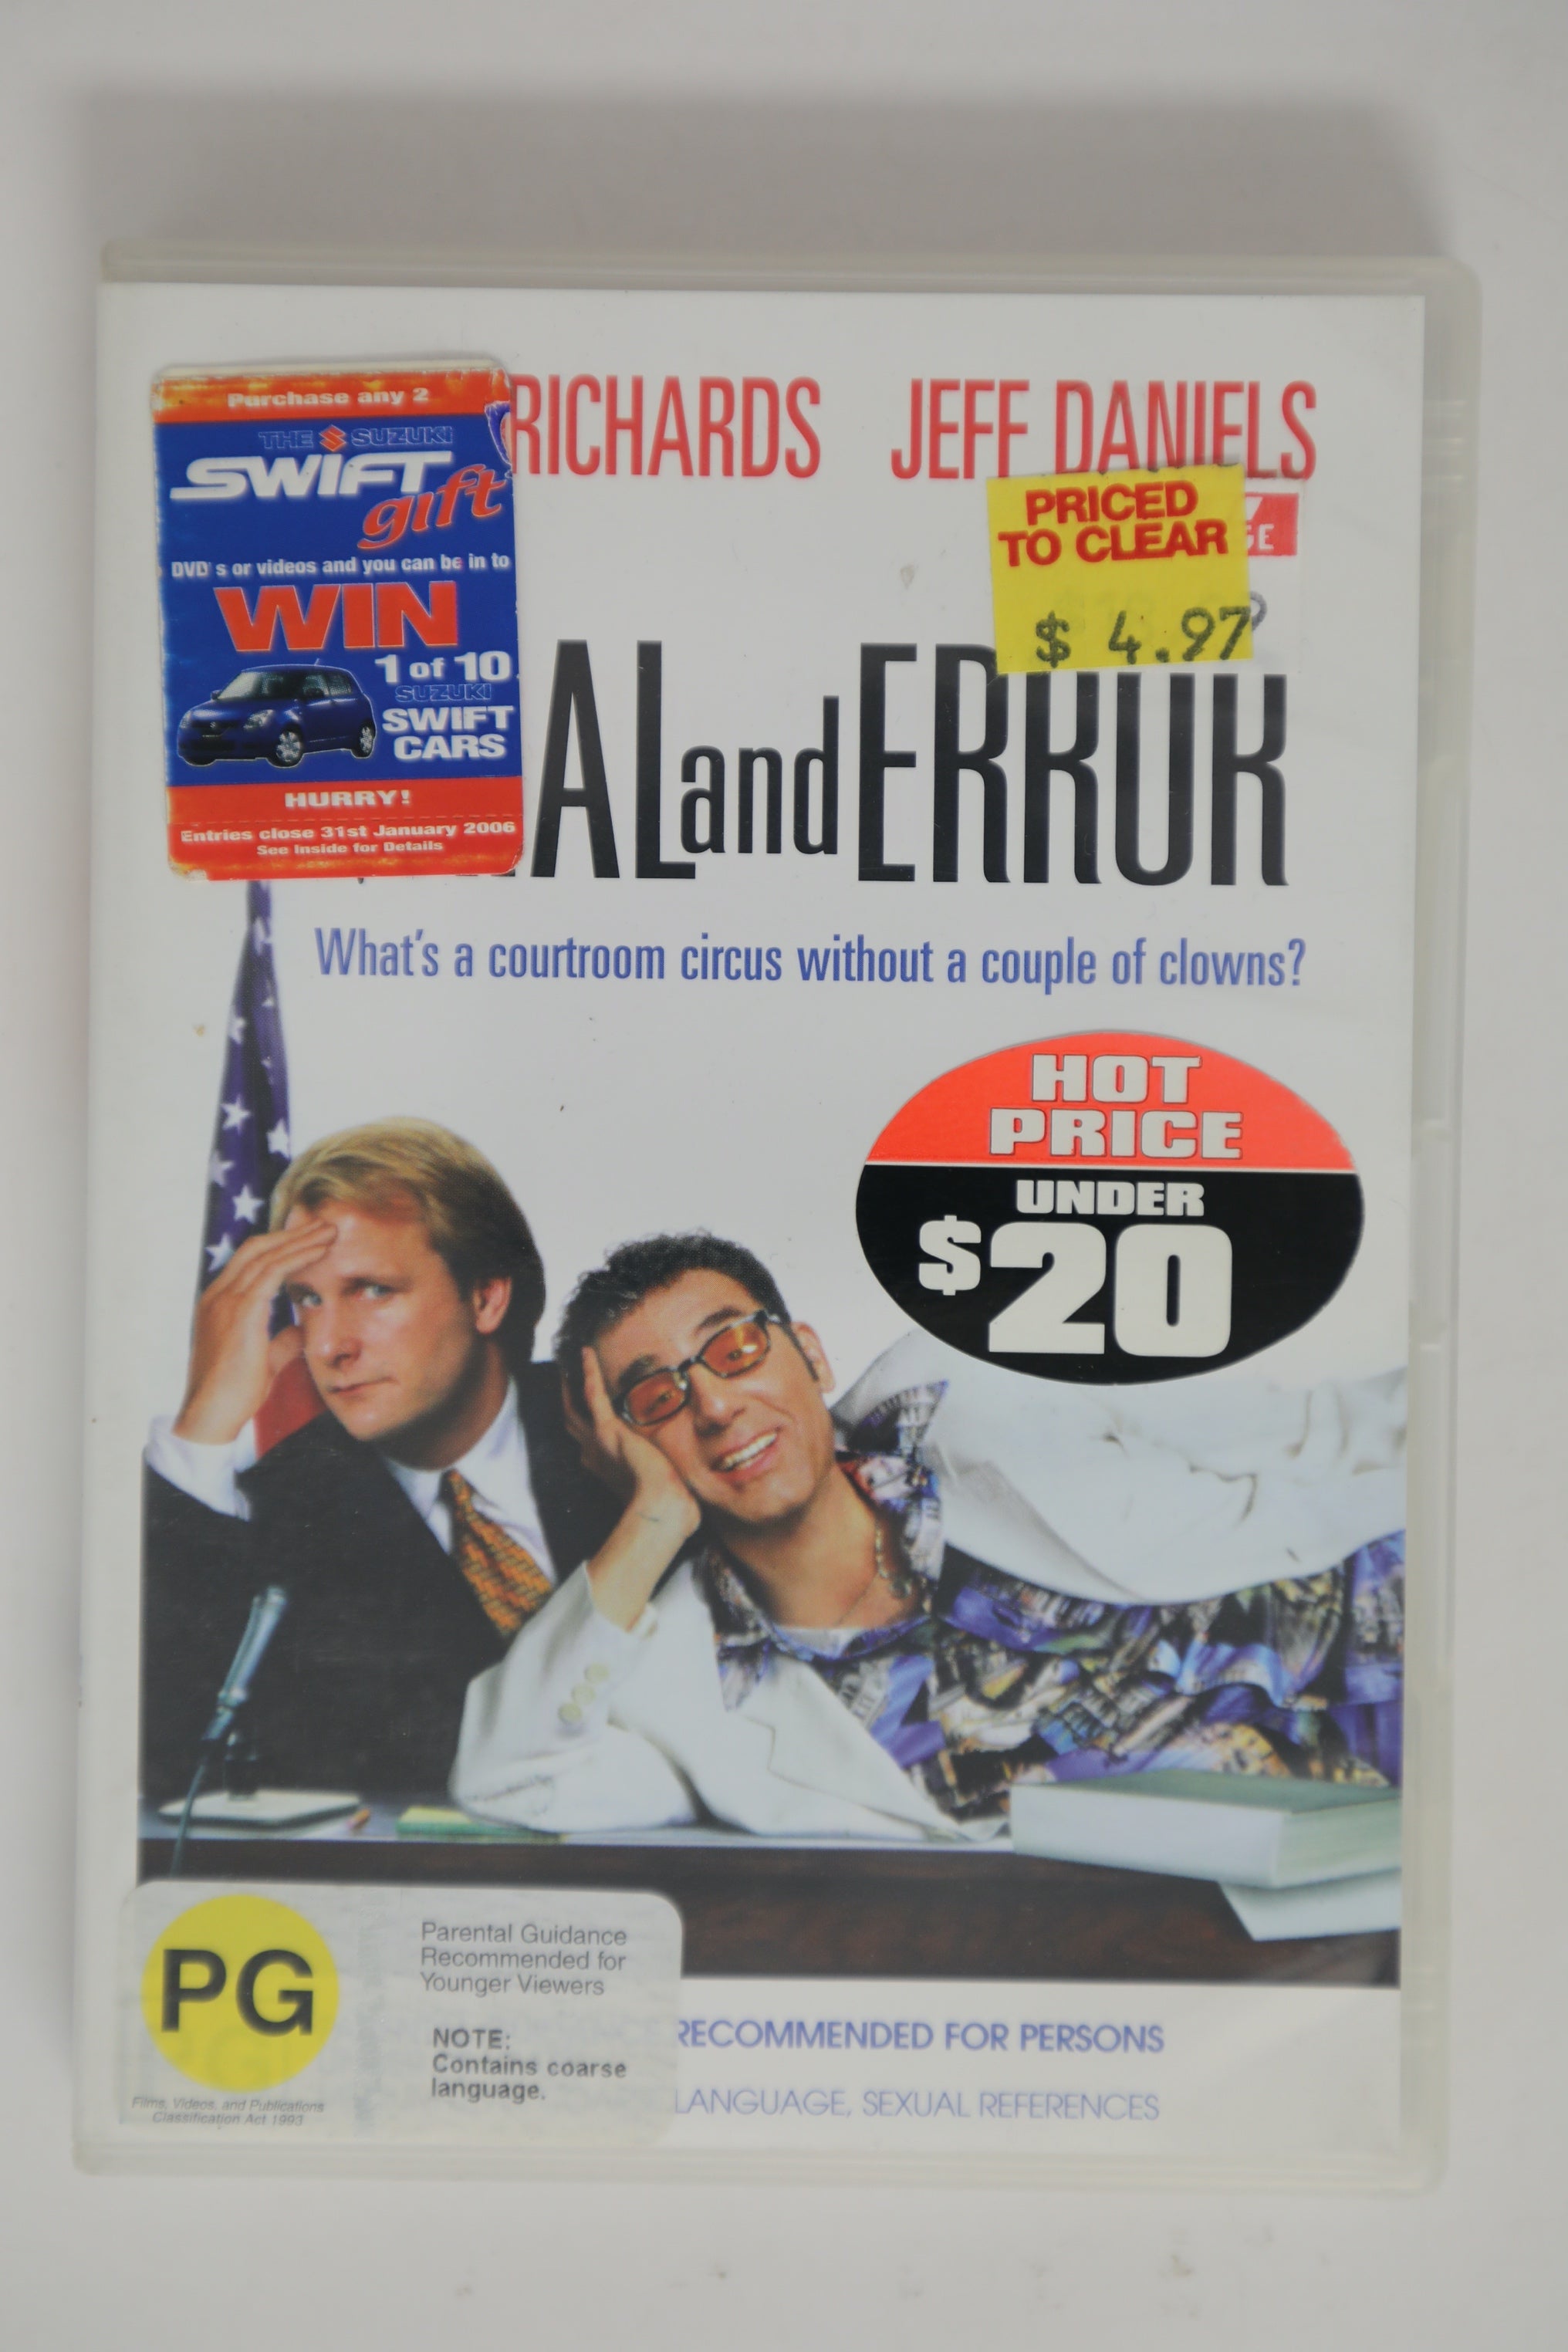 Purchase any 2
THE SUZUKI
SWIFT
gift
DVD's or videos and you can be in to
WIN
1 of 10
SUZUKI
SWIFT
CARS
HURRY!
Entries close 31st January 2006
See Inside for Details
RICHARDS JEFF DANIELS
PRICED
TO CLEAR
$ 4.97
AL and ERROR
What's a courtroom circus without a couple of clowns?
HOT
PRICE
UNDER
$20
PG
Parental Guidance
Recommended for
Younger Viewers
NOTE:
Contains coarse
language.
Films, Videos, and Publications
Classification Act 1993
RECOMMENDED FOR PERSONS
LANGUAGE, SEXUAL REFERENCES